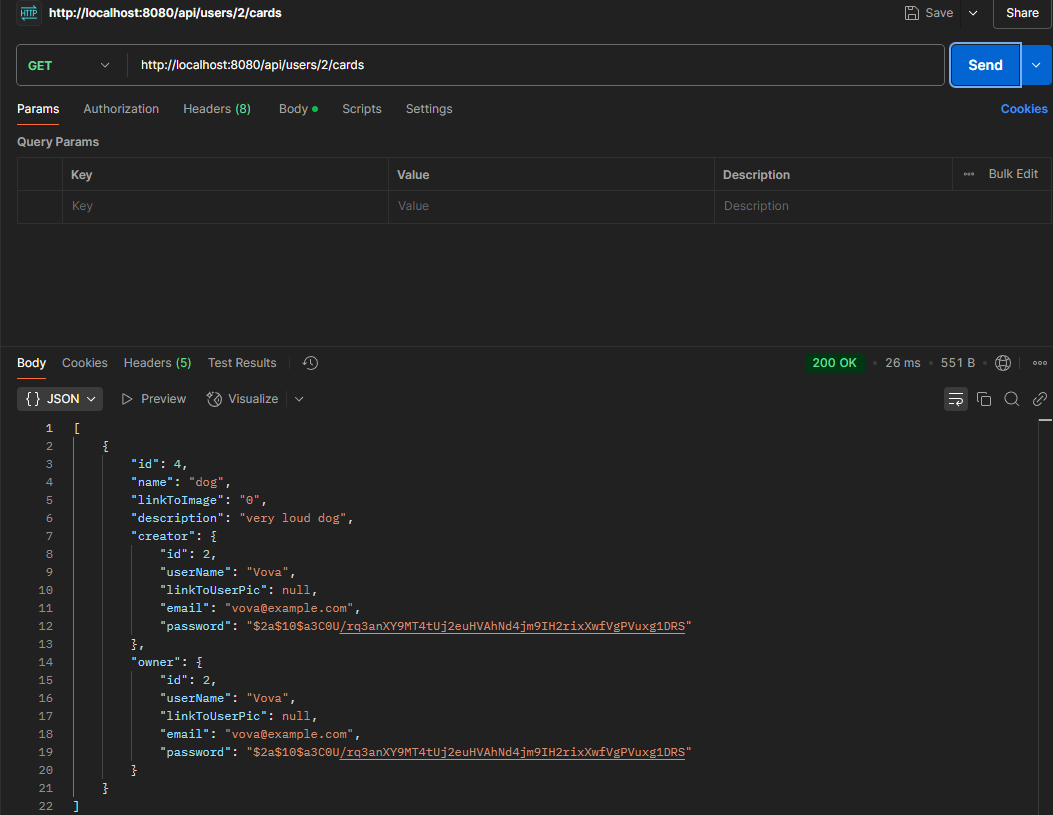 HTTP http://localhost:8080/api/users/2/cards Save Share
GET http://localhost:8080/api/users/2/cards Send
Params Authorization Headers (8) Body Scripts Settings Cookies
Query Params
Key Value Description Bulk Edit
Key Value Description
Body Cookies Headers (5) Test Results 200 OK 26 ms 551 B
{} JSON Preview Visualize
1 [
2 {
3 "id": 4,
4 "name": "dog",
5 "linkToImage": "0",
6 "description": "very loud dog",
7 "creator": {
8 "id": 2,
9 "userName": "Vova",
10 "linkToUserPic": null,
11 "email": "vova@example.com",
12 "password": "$2a$10$a3C0U/rq3anXY9MT4tUj2euHVAhNd4jm9IH2rixXwfVgPVuxg1DRS"
13 },
14 "owner": {
15 "id": 2,
16 "userName": "Vova",
17 "linkToUserPic": null,
18 "email": "vova@example.com",
19 "password": "$2a$10$a3C0U/rq3anXY9MT4tUj2euHVAhNd4jm9IH2rixXwfVgPVuxg1DRS"
20 }
21 }
22 ]